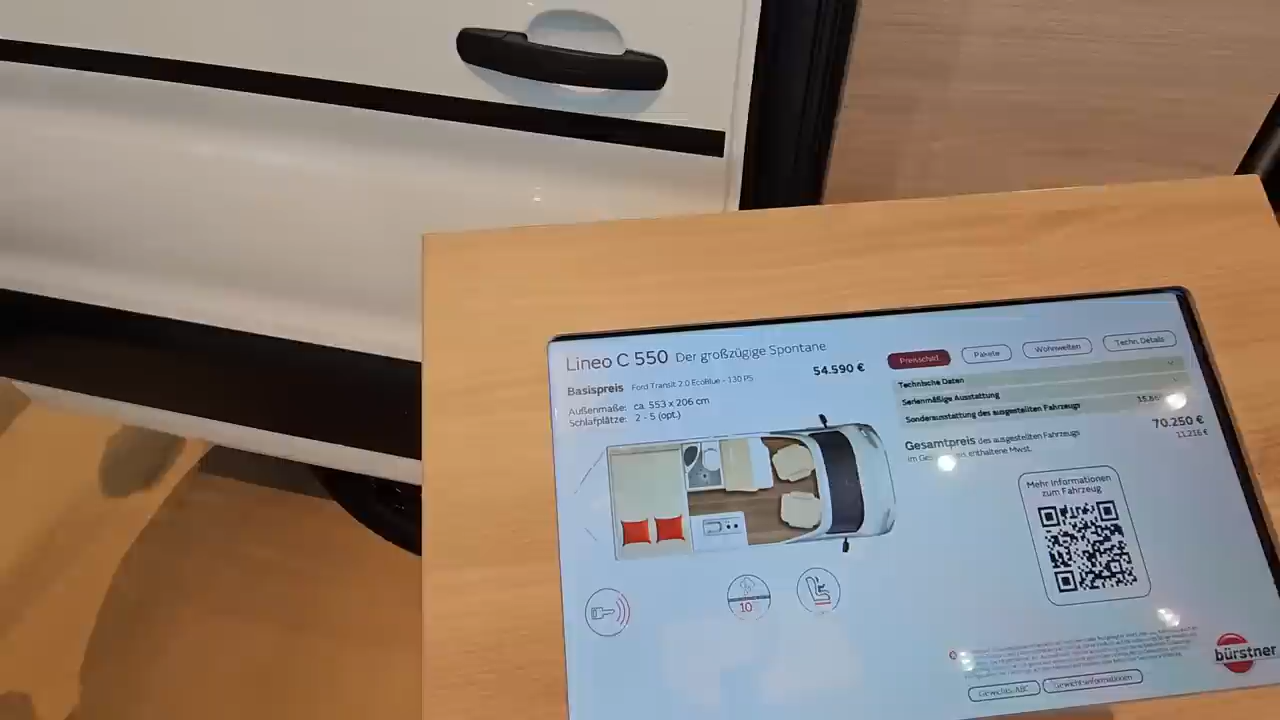 Lineo C 550 Der großzügige Spontane
Basispreis Ford Transit 2.0 EcoBlue - 130 PS 54.590 €
Außenmaße: ca. 553 x 206 cm
Schlafplätze: 2 - 5 (opt.)
10
Preisschild Pakete Wohnwelten Techn. Details
Technische Daten
Serienmäßige Ausstattung
Sonderausstattung des ausgestellten Fahrzeugs
Gesamtpreis des ausgestellten Fahrzeugs 70.250 €
enthaltene Mwst. 11.216 €
Mehr Informationen
zum Fahrzeug
bürstner
Gewichts ABC Gewichtsinformationen